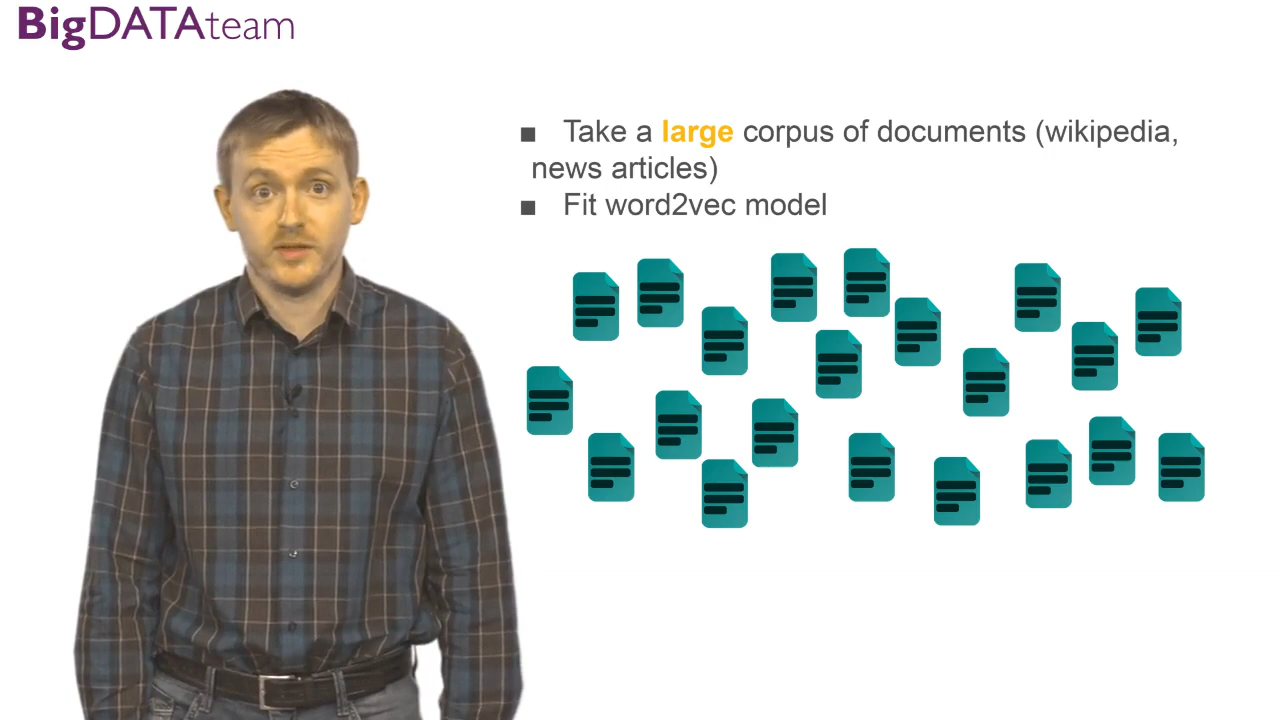 BigDATAteam
■ Take a large corpus of documents (wikipedia,
news articles)
■ Fit word2vec model